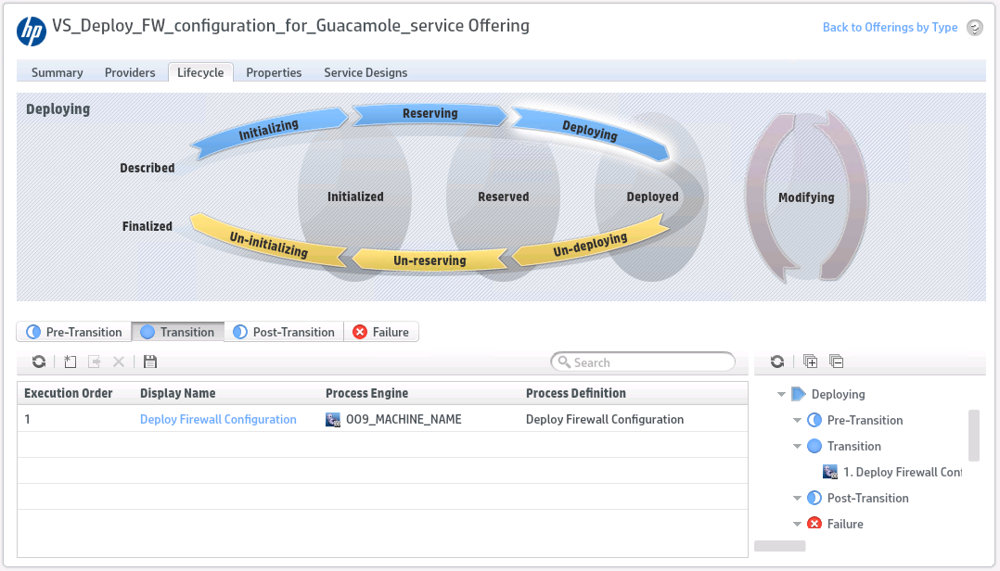 hp VS_Deploy_FW_configuration_for_Guacamole_service Offering
Back to Offerings by Type ?
Summary Providers Lifecycle Properties Service Designs
Deploying
Initializing Reserving Deploying
Described
Initialized Reserved Deployed Modifying
Finalized
Un-initializing Un-reserving Un-deploying
Pre-Transition Transition Post-Transition Failure
Search
Execution Order Display Name Process Engine Process Definition
1 Deploy Firewall Configuration OO9_MACHINE_NAME Deploy Firewall Configuration
Deploying
Pre-Transition
Transition
1. Deploy Firewall Con
Post-Transition
Failure